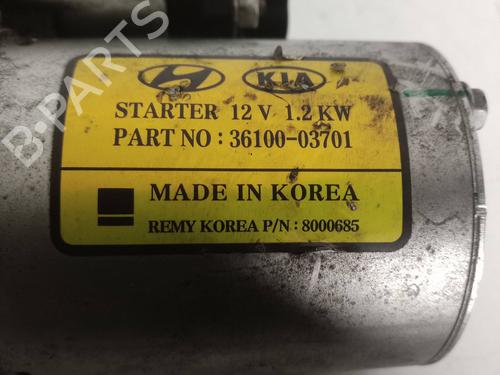 B-PARTS
KIA
STARTER 12 V 1.2 KW
PART NO : 36100-03701
MADE IN KOREA
REMY KOREA P/N : 8000685